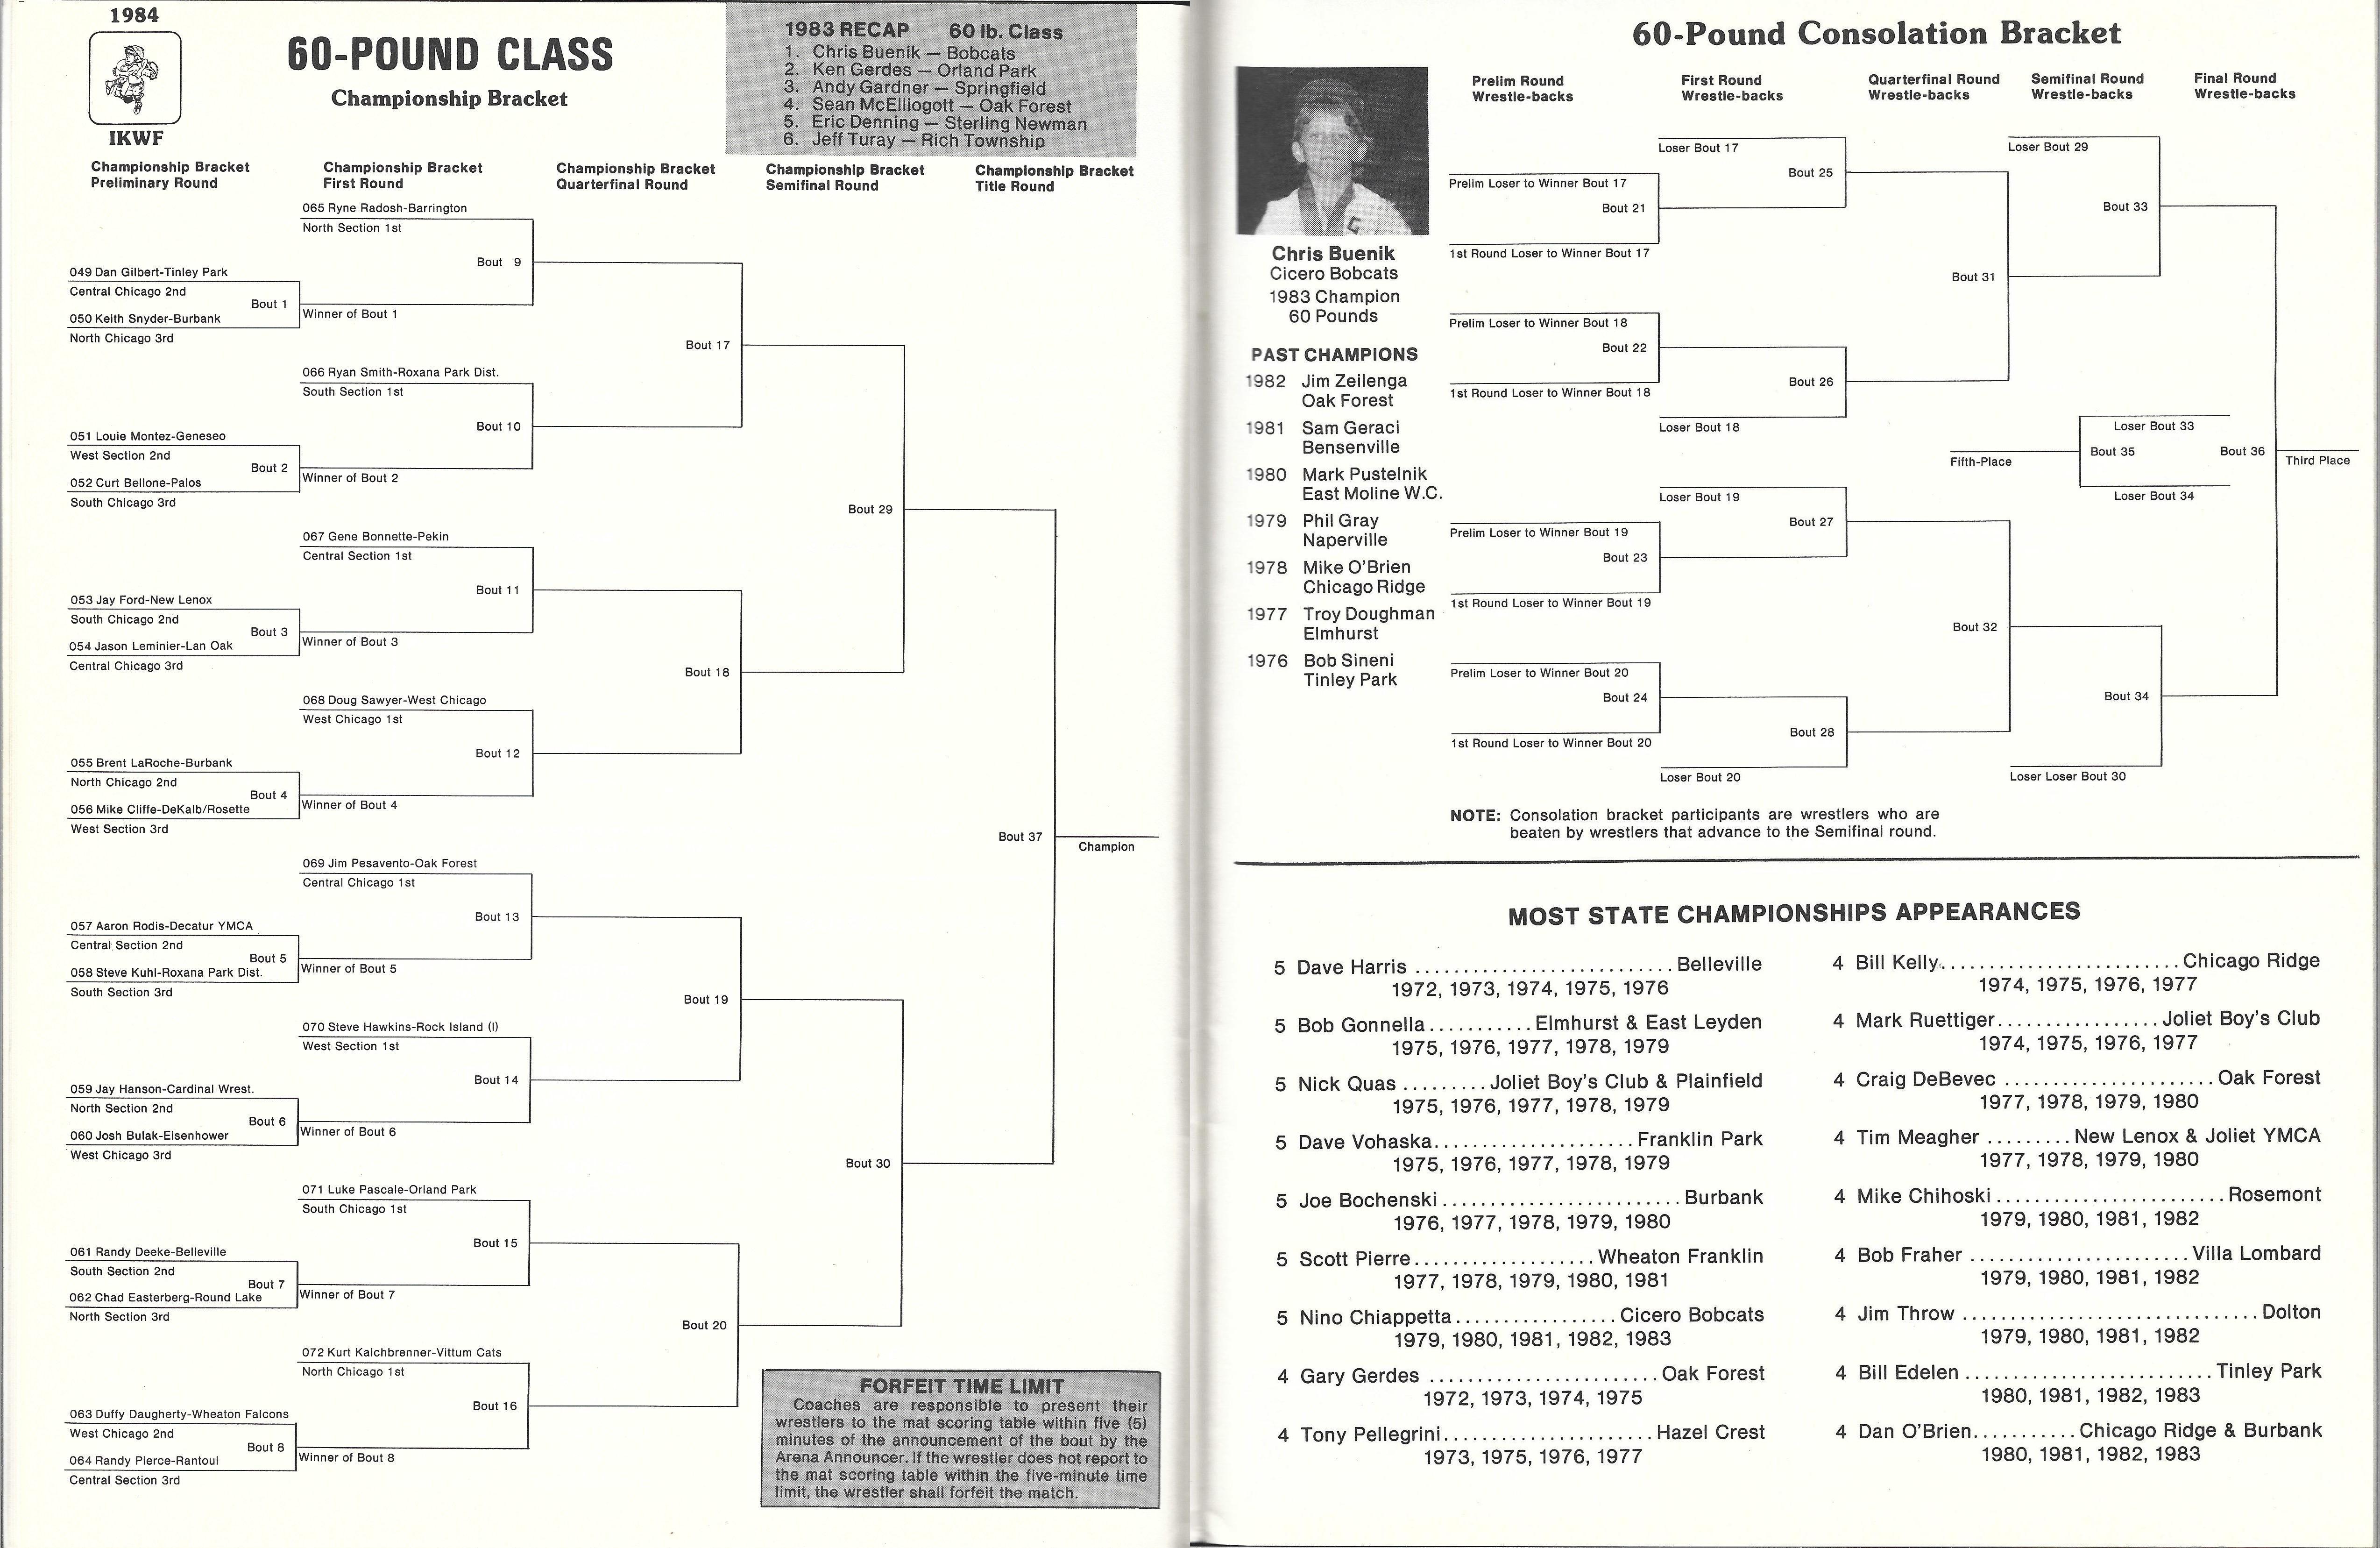 1984
IKWF
60-POUND CLASS
Championship Bracket
1983 RECAP 60 lb. Class
1. Chris Buenik — Bobcats
2. Ken Gerdes — Orland Park
3. Andy Gardner — Springfield
4. Sean McElliogott — Oak Forest
5. Eric Denning — Sterling Newman
6. Jeff Turay — Rich Township
Championship Bracket
Preliminary Round
Championship Bracket
First Round
Championship Bracket
Quarterfinal Round
Championship Bracket
Semifinal Round
Championship Bracket
Title Round
049 Dan Gilbert-Tinley Park
Central Chicago 2nd
Bout 1
050 Keith Snyder-Burbank
North Chicago 3rd
051 Louie Montez-Geneseo
West Section 2nd
Bout 2
052 Curt Bellone-Palos
South Chicago 3rd
053 Jay Ford-New Lenox
South Chicago 2nd
Bout 3
054 Jason Leminier-Lan Oak
Central Chicago 3rd
055 Brent LaRoche-Burbank
North Chicago 2nd
Bout 4
056 Mike Cliffe-DeKalb/Rosette
West Section 3rd
057 Aaron Rodis-Decatur YMCA
Central Section 2nd
Bout 5
058 Steve Kuhl-Roxana Park Dist.
South Section 3rd
059 Jay Hanson-Cardinal Wrest.
North Section 2nd
Bout 6
060 Josh Bulak-Eisenhower
West Chicago 3rd
061 Randy Deeke-Belleville
South Section 2nd
Bout 7
062 Chad Easterberg-Round Lake
North Section 3rd
063 Duffy Daugherty-Wheaton Falcons
West Chicago 2nd
Bout 8
064 Randy Pierce-Rantoul
Central Section 3rd
065 Ryne Radosh-Barrington
North Section 1st
Bout 9
Winner of Bout 1
066 Ryan Smith-Roxana Park Dist.
South Section 1st
Bout 10
Winner of Bout 2
067 Gene Bonnette-Pekin
Central Section 1st
Bout 11
Winner of Bout 3
068 Doug Sawyer-West Chicago
West Chicago 1st
Bout 12
Winner of Bout 4
069 Jim Pesavento-Oak Forest
Central Chicago 1st
Bout 13
Winner of Bout 5
070 Steve Hawkins-Rock Island (I)
West Section 1st
Bout 14
Winner of Bout 6
071 Luke Pascale-Orland Park
South Chicago 1st
Bout 15
Winner of Bout 7
072 Kurt Kalchbrenner-Vittum Cats
North Chicago 1st
Bout 16
Winner of Bout 8
Bout 17
Bout 18
Bout 19
Bout 20
Bout 29
Bout 30
Bout 37
Champion
FORFEIT TIME LIMIT
Coaches are responsible to present their
wrestlers to the mat scoring table within five (5)
minutes of the announcement of the bout by the
Arena Announcer. If the wrestler does not report to
the mat scoring table within the five-minute time
limit, the wrestler shall forfeit the match.
60-Pound Consolation Bracket
C
Chris Buenik
Cicero Bobcats
1983 Champion
60 Pounds
PAST CHAMPIONS
1982 Jim Zeilenga
Oak Forest
1981 Sam Geraci
Bensenville
1980 Mark Pustelnik
East Moline W.C.
1979 Phil Gray
Naperville
1978 Mike O'Brien
Chicago Ridge
1977 Troy Doughman
Elmhurst
1976 Bob Sineni
Tinley Park
Prelim Round
Wrestle-backs
First Round
Wrestle-backs
Quarterfinal Round
Wrestle-backs
Semifinal Round
Wrestle-backs
Final Round
Wrestle-backs
Prelim Loser to Winner Bout 17
Bout 21
1st Round Loser to Winner Bout 17
Prelim Loser to Winner Bout 18
Bout 22
1st Round Loser to Winner Bout 18
Prelim Loser to Winner Bout 19
Bout 23
1st Round Loser to Winner Bout 19
Prelim Loser to Winner Bout 20
Bout 24
1st Round Loser to Winner Bout 20
Loser Bout 17
Bout 25
Bout 26
Loser Bout 18
Loser Bout 19
Bout 27
Bout 28
Loser Bout 20
Bout 31
Bout 32
Loser Bout 29
Bout 33
Bout 34
Loser Loser Bout 30
Fifth-Place
Loser Bout 33
Bout 35
Loser Bout 34
Bout 36
Third Place
NOTE: Consolation bracket participants are wrestlers who are
beaten by wrestlers that advance to the Semifinal round.
MOST STATE CHAMPIONSHIPS APPEARANCES
5 Dave Harris .......................... Belleville
1972, 1973, 1974, 1975, 1976
5 Bob Gonnella........... Elmhurst & East Leyden
1975, 1976, 1977, 1978, 1979
5 Nick Quas ......... Joliet Boy's Club & Plainfield
1975, 1976, 1977, 1978, 1979
5 Dave Vohaska..................... Franklin Park
1975, 1976, 1977, 1978, 1979
5 Joe Bochenski........................ Burbank
1976, 1977, 1978, 1979, 1980
5 Scott Pierre................... Wheaton Franklin
1977, 1978, 1979, 1980, 1981
5 Nino Chiappetta................. Cicero Bobcats
1979, 1980, 1981, 1982, 1983
4 Gary Gerdes ........................ Oak Forest
1972, 1973, 1974, 1975
4 Tony Pellegrini...................... Hazel Crest
1973, 1975, 1976, 1977
4 Bill Kelly......................... Chicago Ridge
1974, 1975, 1976, 1977
4 Mark Ruettiger................. Joliet Boy's Club
1974, 1975, 1976, 1977
4 Craig DeBevec ...................... Oak Forest
1977, 1978, 1979, 1980
4 Tim Meagher ......... New Lenox & Joliet YMCA
1977, 1978, 1979, 1980
4 Mike Chihoski........................ Rosemont
1979, 1980, 1981, 1982
4 Bob Fraher ....................... Villa Lombard
1979, 1980, 1981, 1982
4 Jim Throw ............................... Dolton
1979, 1980, 1981, 1982
4 Bill Edelen .......................... Tinley Park
1980, 1981, 1982, 1983
4 Dan O'Brien........... Chicago Ridge & Burbank
1980, 1981, 1982, 1983